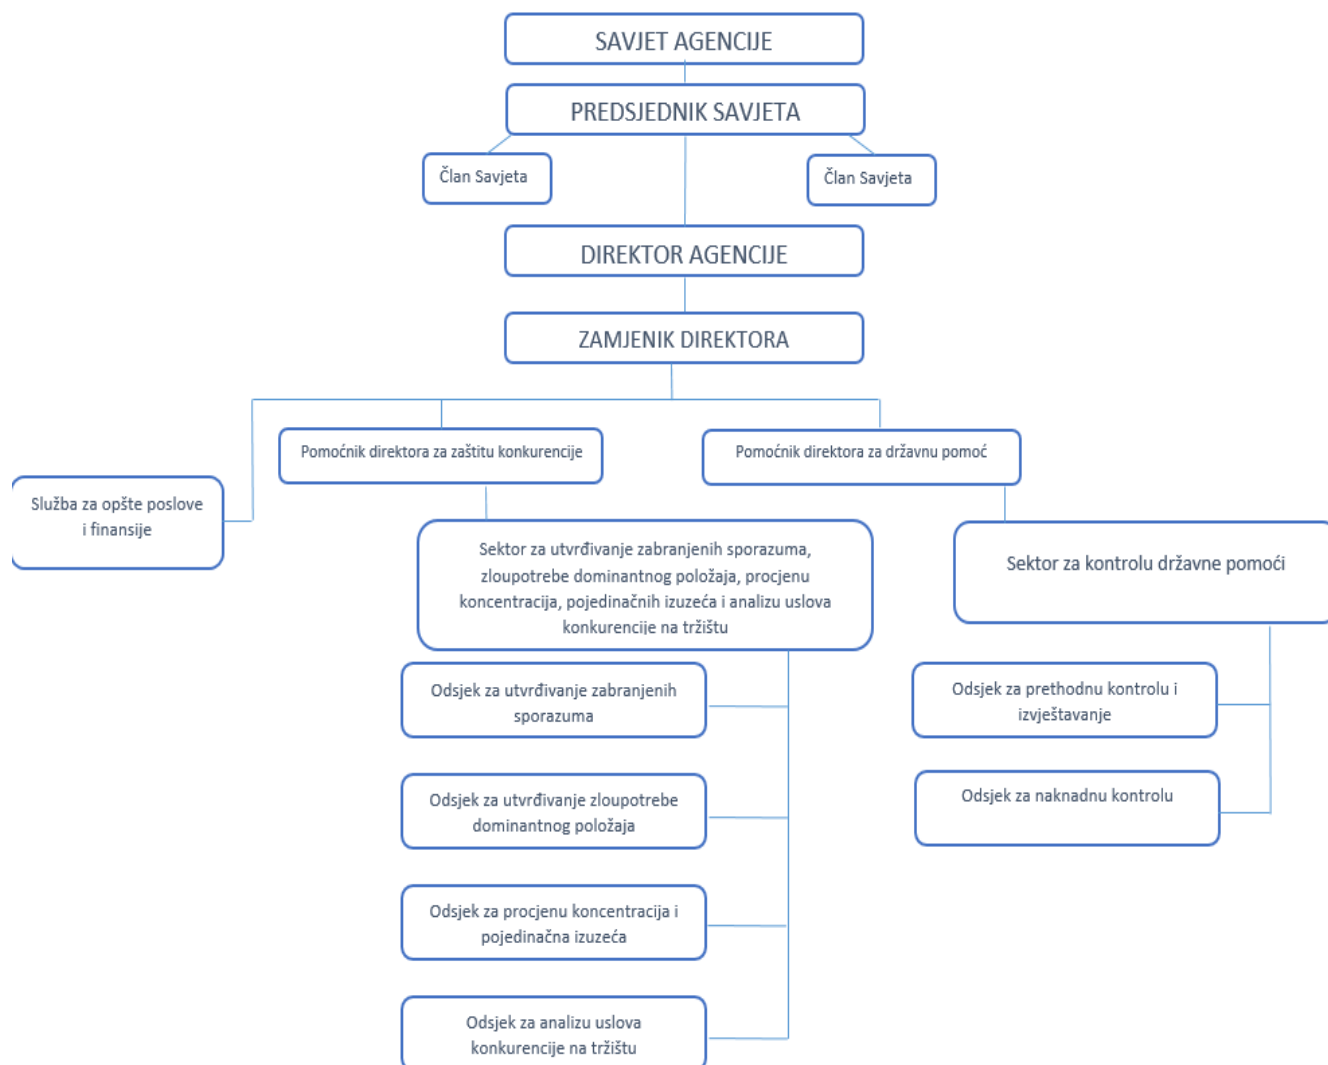 SAVJET AGENCIJE
PREDSJEDNIK SAVJETA
Član Savjeta
Član Savjeta
DIREKTOR AGENCIJE
ZAMJENIK DIREKTORA
Pomoćnik direktora za zaštitu konkurencije
Pomoćnik direktora za državnu pomoć
Služba za opšte poslove
i finansije
Sektor za utvrđivanje zabranjenih sporazuma,
zloupotrebe dominantnog položaja, procjenu
koncentracija, pojedinačnih izuzeća i analizu uslova
konkurencije na tržištu
Sektor za kontrolu državne pomoći
Odsjek za utvrđivanje zabranjenih
sporazuma
Odsjek za utvrđivanje zloupotrebe
dominantnog položaja
Odsjek za procjenu koncentracija i
pojedinačna izuzeća
Odsjek za analizu uslova
konkurencije na tržištu
Odsjek za prethodnu kontrolu i
izvještavanje
Odsjek za naknadnu kontrolu